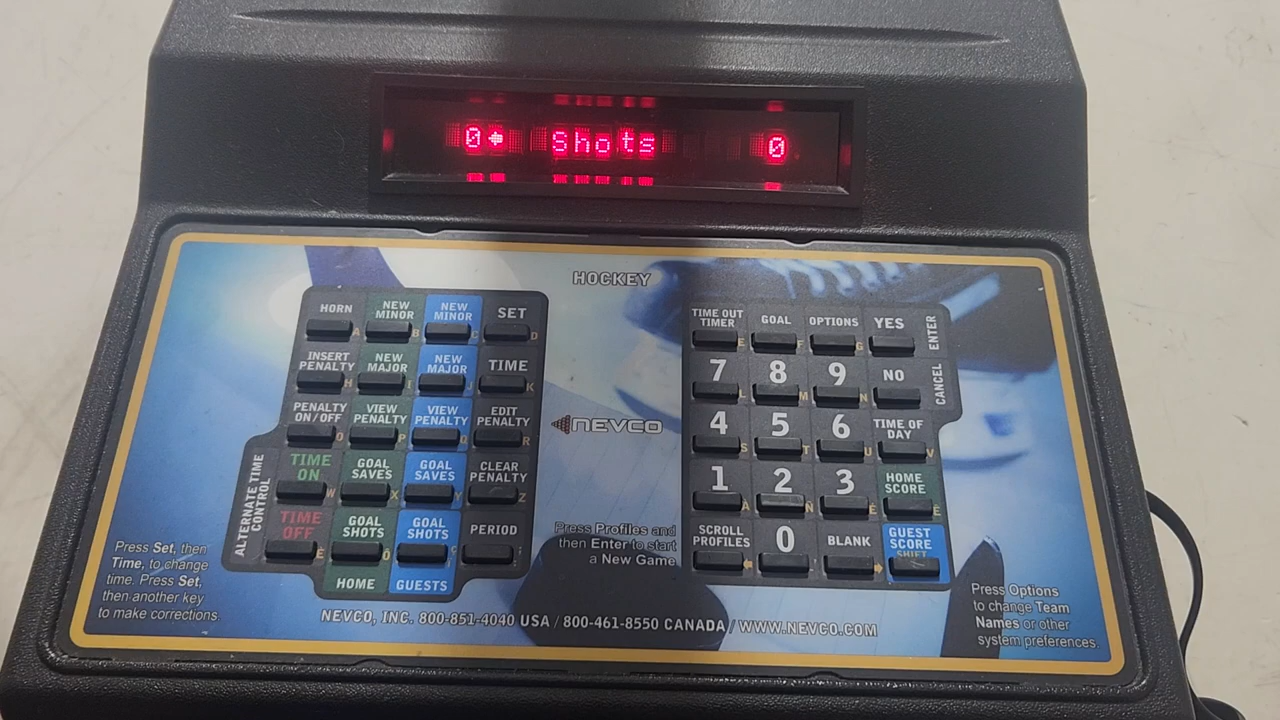 0 Shots 0
HOCKEY
HORN
NEW MINOR
NEW MINOR
SET
INSERT PENALTY
NEW MAJOR
NEW MAJOR
TIME
PENALTY ON/OFF
VIEW PENALTY
VIEW PENALTY
EDIT PENALTY
TIME ON
GOAL SAVES
GOAL SAVES
CLEAR PENALTY
TIME OFF
GOAL SHOTS
GOAL SHOTS
PERIOD
ALTERNATE TIME CONTROL
HOME
GUESTS
NEVCO
TIME OUT TIMER
GOAL
OPTIONS
YES
ENTER
7
8
9
NO
CANCEL
4
5
6
TIME OF DAY
1
2
3
HOME SCORE
SCROLL PROFILES
0
BLANK
GUEST SCORE
SHIFT
Press Set, then
Time, to change
time. Press Set,
then another key
to make corrections.
Press Profiles and
then Enter to start
a New Game
Press Options
to change Team
Names or other
system preferences.
NEVCO, INC. 800-851-4040 USA / 800-461-8550 CANADA / WWW.NEVCO.COM